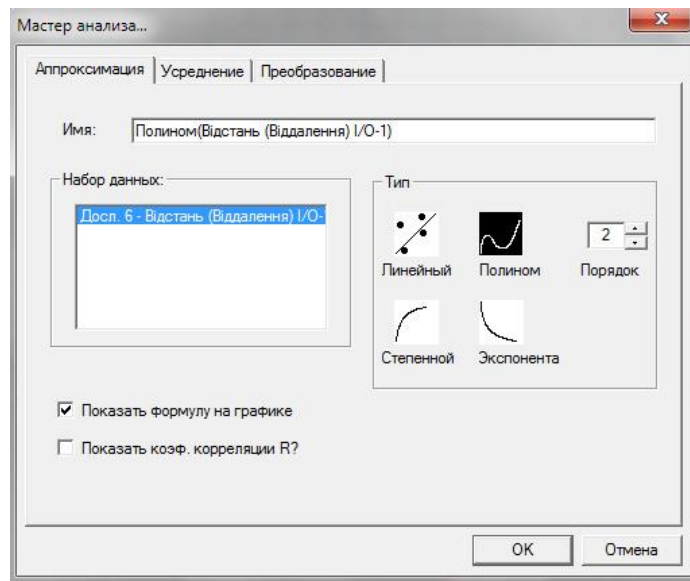 Мастер анализа...
Аппроксимация Усреднение Преобразование
Имя: Полином(Відстань (Віддалення) I/O-1)
Набор данных:
Досл. 6 - Відстань (Віддалення) I/O-
Тип
2
Линейный Полином Порядок
Степенной Экспонента
Показать формулу на графике
Показать коэф. корреляции R?
OK Отмена